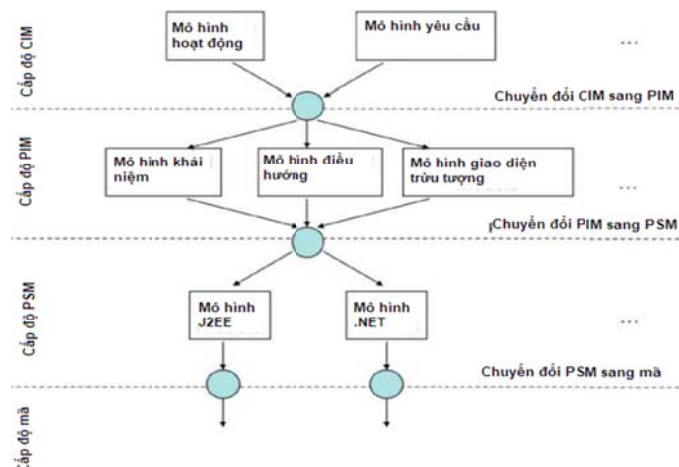 Cấp độ CIM
Mô hình
hoạt động
Mô hình yêu cầu
...
Chuyển đổi CIM sang PIM
Cấp độ PIM
Mô hình khái
niệm
Mô hình điều
hướng
Mô hình giao diện
trừu tượng
...
Chuyển đổi PIM sang PSM
Cấp độ PSM
Mô hình
J2EE
Mô hình
.NET
...
Chuyển đổi PSM sang mã
Cấp độ mã